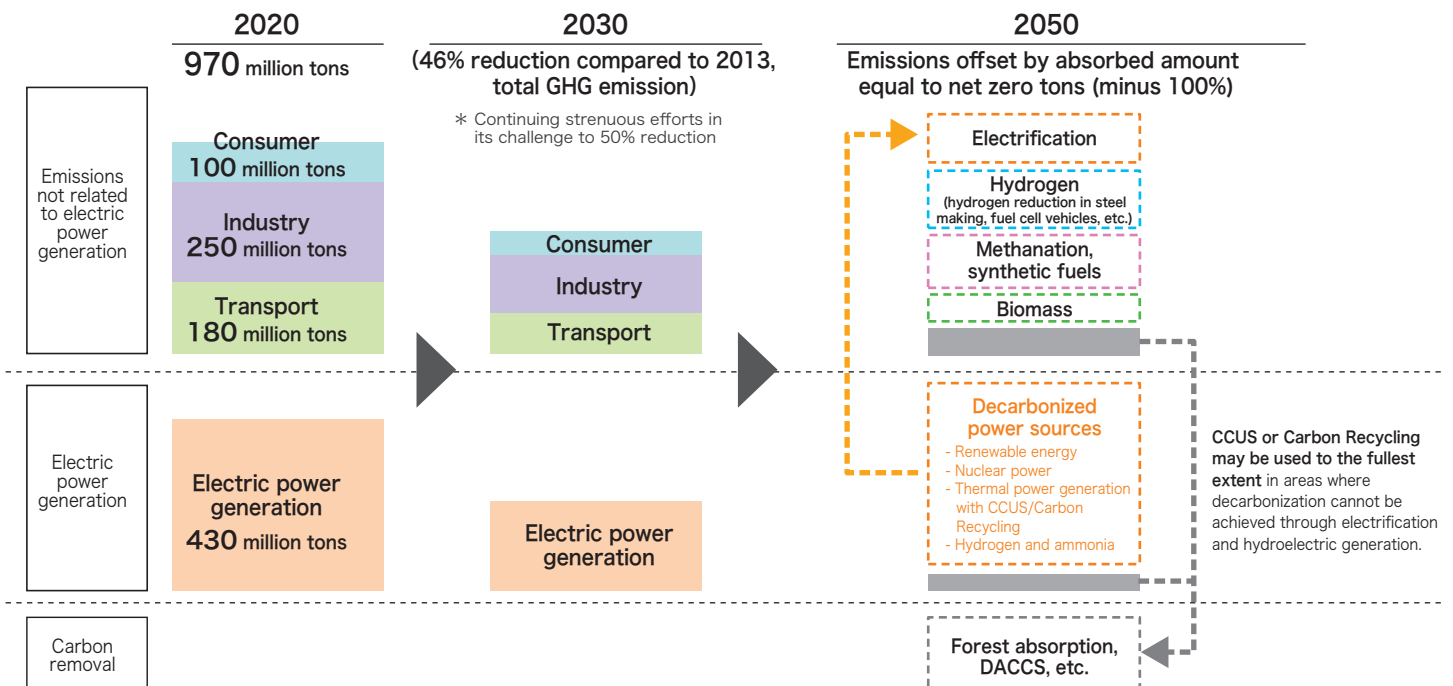 2020
970 million tons
2030
(46% reduction compared to 2013,
total GHG emission)
＊ Continuing strenuous efforts in
its challenge to 50% reduction
2050
Emissions offset by absorbed amount
equal to net zero tons (minus 100%)
Emissions
not related
to electric
power
generation
Consumer
100 million tons
Industry
250 million tons
Transport
180 million tons
Consumer
Industry
Transport
Electrification
Hydrogen
(hydrogen reduction in steel
making, fuel cell vehicles, etc.)
Methanation,
synthetic fuels
Biomass
Electric
power
generation
Electric power
generation
430 million tons
Electric power
generation
Decarbonized
power sources
- Renewable energy
- Nuclear power
- Thermal power generation
with CCUS/Carbon
Recycling
- Hydrogen and ammonia
CCUS or Carbon Recycling
may be used to the fullest
extent in areas where
decarbonization cannot be
achieved through electrification
and hydroelectric generation.
Carbon
removal
Forest absorption,
DACCS, etc.